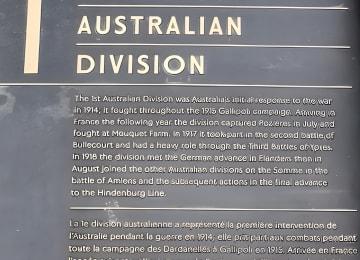 AUSTRALIAN
DIVISION
The 1st Australian Division was Australia's initial response to the war
in 1914, it fought throughout the 1915 Gallipoli campaign. Arriving in
France the following year the division captured Pozieres in July and
fought at Mouquet Farm. In 1917 it took part in the second battle of
Bullecourt and had a heavy role through the Third Battles of Ypres.
In 1918 the division met the German advance in Flanders then in
August joined the other Australian divisions on the Somme in the
battle of Amiens and the subsequent actions in the final advance
to the Hindenburg Line.
La 1e division australienne a représenté la première intervention de
l'Australie pendant la guerre en 1914, elle prit part aux combats pendant
toute la campagne des Dardanelles à Gallipoli en 1915. Arrivée en France